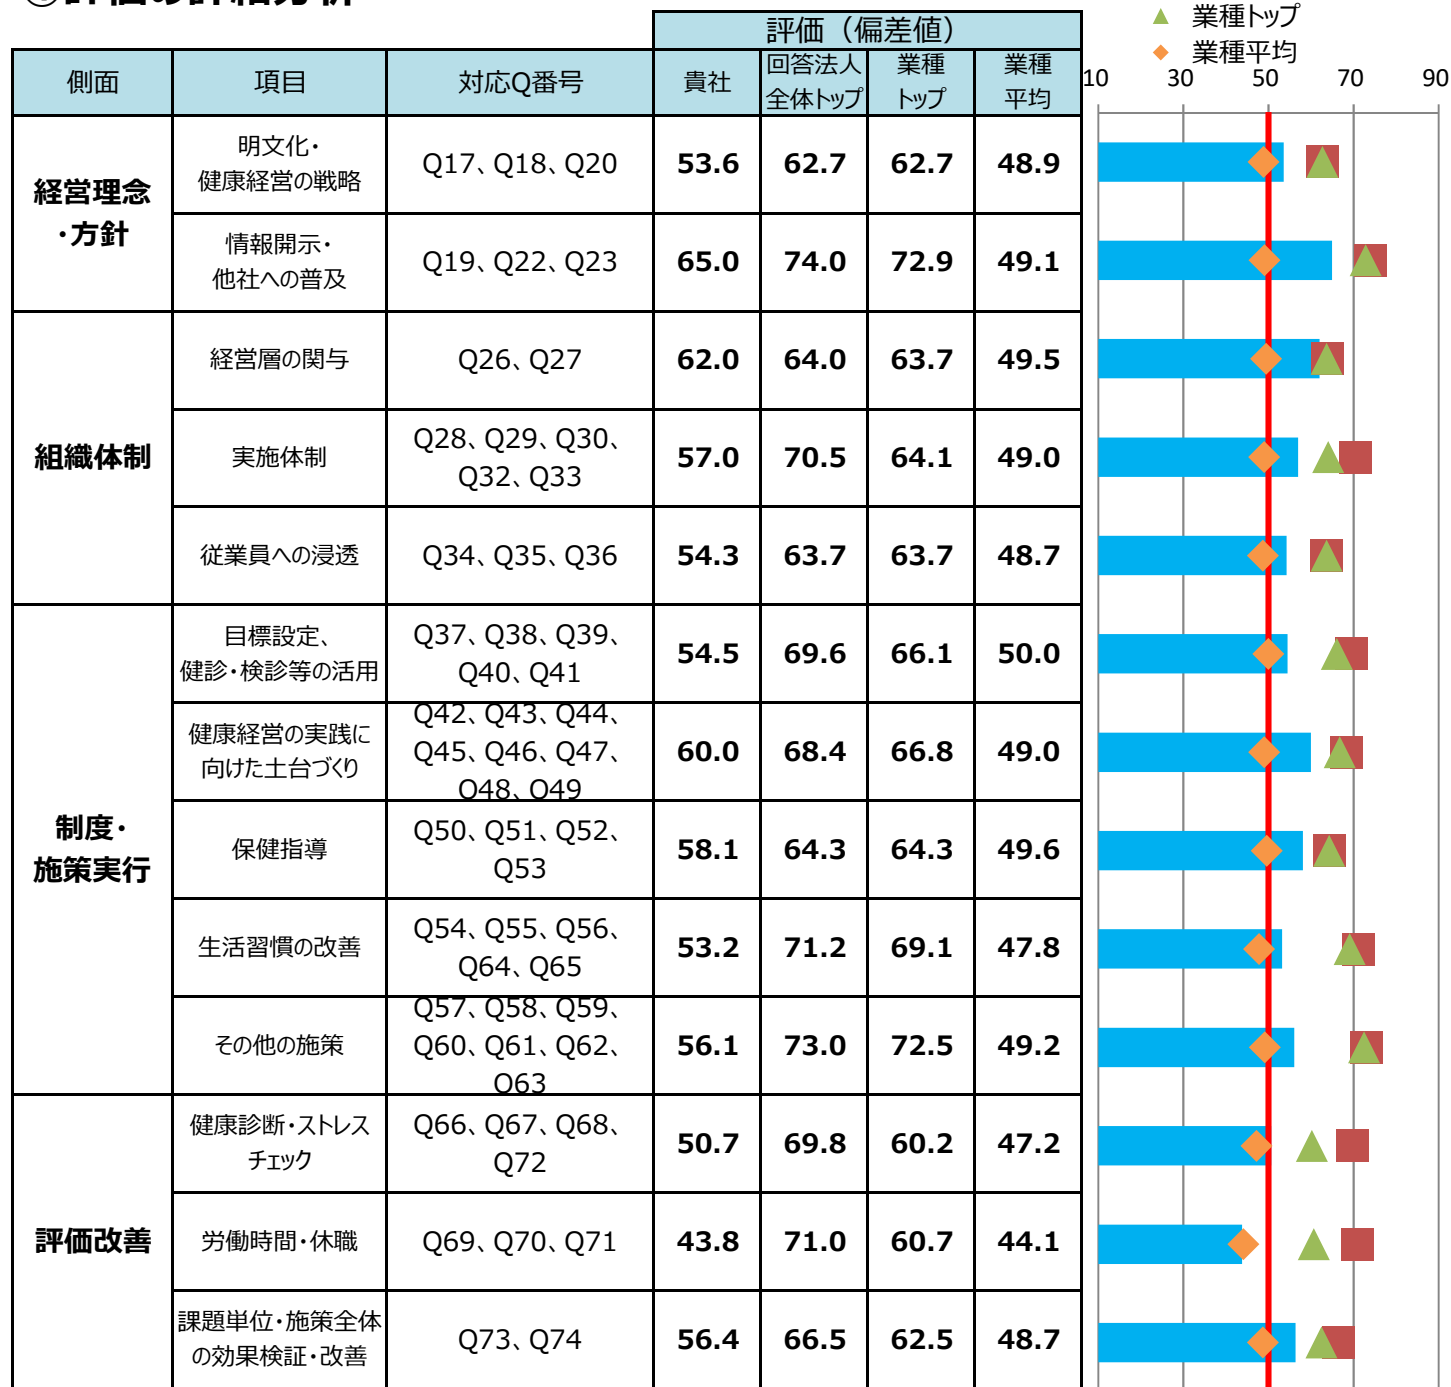 ①評価の詳細分析
▲ 業種トップ
◆ 業種平均
評価（偏差値）
側面 項目 対応Q番号 貴社 回答法人 業種 業種
全体トップ トップ 平均
10 30 50 70 90
経営理念
・方針
明文化・
健康経営の戦略
Q17、Q18、Q20 53.6 62.7 62.7 48.9
情報開示・
他社への普及
Q19、Q22、Q23 65.0 74.0 72.9 49.1
組織体制
経営層の関与 Q26、Q27 62.0 64.0 63.7 49.5
実施体制
Q28、Q29、Q30、
Q32、Q33
57.0 70.5 64.1 49.0
従業員への浸透 Q34、Q35、Q36 54.3 63.7 63.7 48.7
制度・
施策実行
目標設定、
健診・検診等の活用
Q37、Q38、Q39、
Q40、Q41
54.5 69.6 66.1 50.0
健康経営の実践に
向けた土台づくり
Q42、Q43、Q44、
Q45、Q46、Q47、
Q48、Q49
60.0 68.4 66.8 49.0
保健指導
Q50、Q51、Q52、
Q53
58.1 64.3 64.3 49.6
生活習慣の改善
Q54、Q55、Q56、
Q64、Q65
53.2 71.2 69.1 47.8
その他の施策
Q57、Q58、Q59、
Q60、Q61、Q62、
Q63
56.1 73.0 72.5 49.2
評価改善
健康診断・ストレス
チェック
Q66、Q67、Q68、
Q72
50.7 69.8 60.2 47.2
労働時間・休職 Q69、Q70、Q71 43.8 71.0 60.7 44.1
課題単位・施策全体
の効果検証・改善
Q73、Q74 56.4 66.5 62.5 48.7